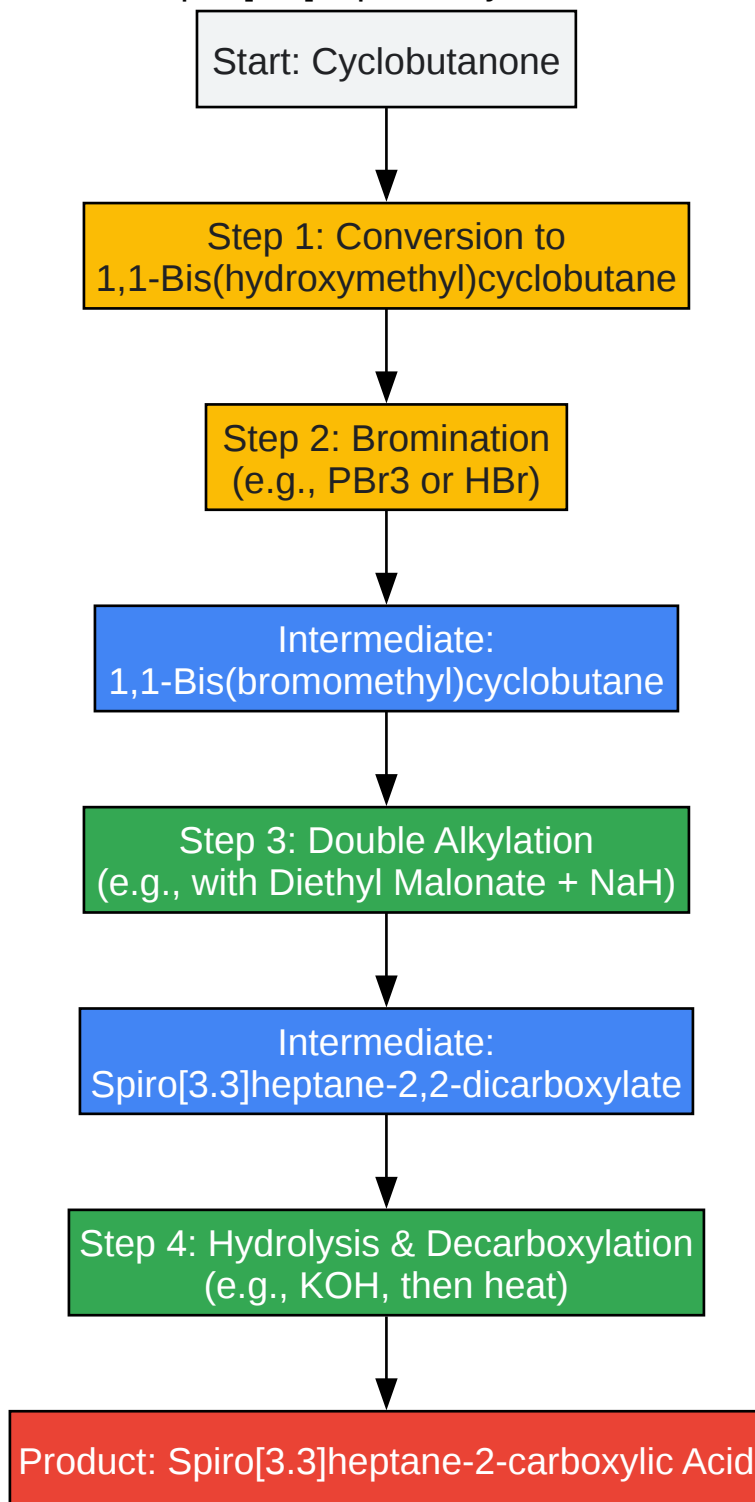 Start: Cyclobutanone
Step 1: Conversion to
1,1-Bis(hydroxymethyl)cyclobutane
Step 2: Bromination
(e.g., PBr3 or HBr)
Intermediate:
1,1-Bis(bromomethyl)cyclobutane
Step 3: Double Alkylation
(e.g., with Diethyl Malonate + NaH)
Intermediate:
Spiro[3.3]heptane-2,2-dicarboxylate
Step 4: Hydrolysis & Decarboxylation
(e.g., KOH, then heat)
Product: Spiro[3.3]heptane-2-carboxylic Acid